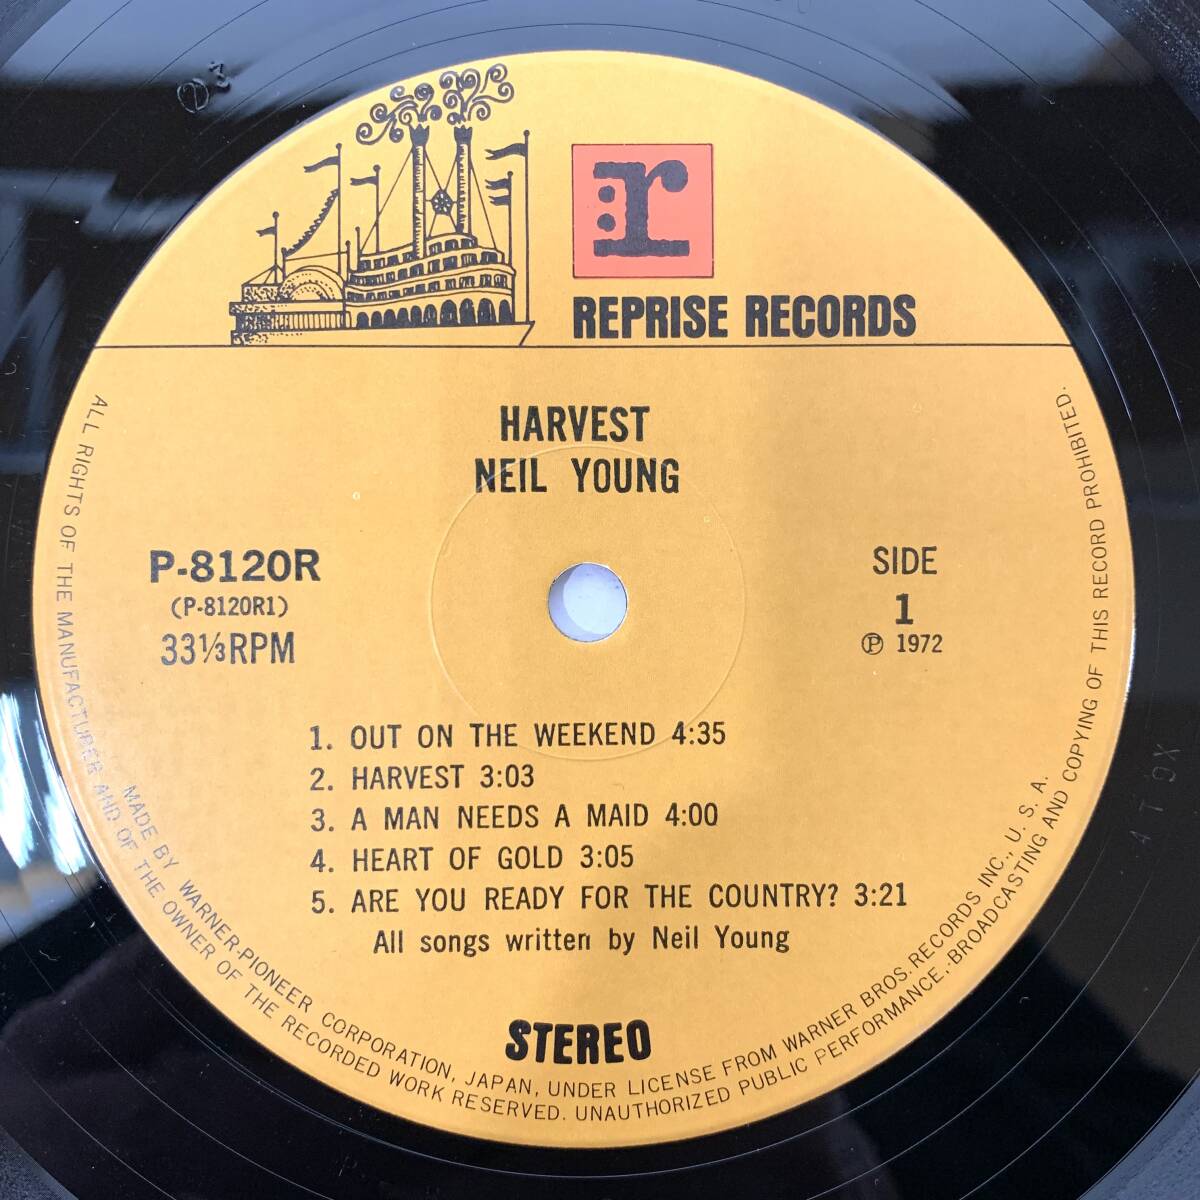 r
REPRISE RECORDS
HARVEST
NEIL YOUNG
P-8120R
(P-8120R1)
33⅓RPM
SIDE
1
Ⓟ 1972
1. OUT ON THE WEEKEND 4:35
2. HARVEST 3:03
3. A MAN NEEDS A MAID 4:00
4. HEART OF GOLD 3:05
5. ARE YOU READY FOR THE COUNTRY? 3:21
All songs written by Neil Young
STEREO
MADE BY WARNER-PIONEER CORPORATION, JAPAN, UNDER LICENSE FROM WARNER BROS. RECORDS INC., U. S. A.
ALL RIGHTS OF THE MANUFACTURER AND OF THE OWNER OF THE RECORDED WORK RESERVED. UNAUTHORIZED PUBLIC PERFORMANCE, BROADCASTING AND COPYING OF THIS RECORD PROHIBITED.